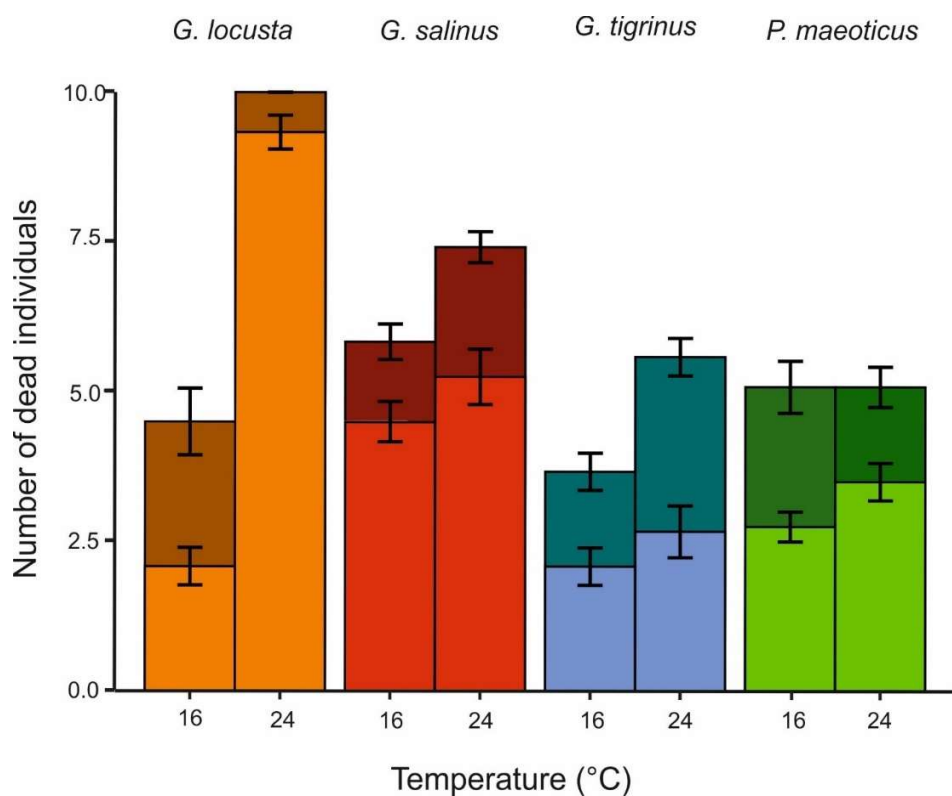 G. locusta G. salinus G. tigrinus P. maeoticus
10.0
7.5
5.0
2.5
0.0
Number of dead individuals
16 24 16 24 16 24 16 24
Temperature (°C)